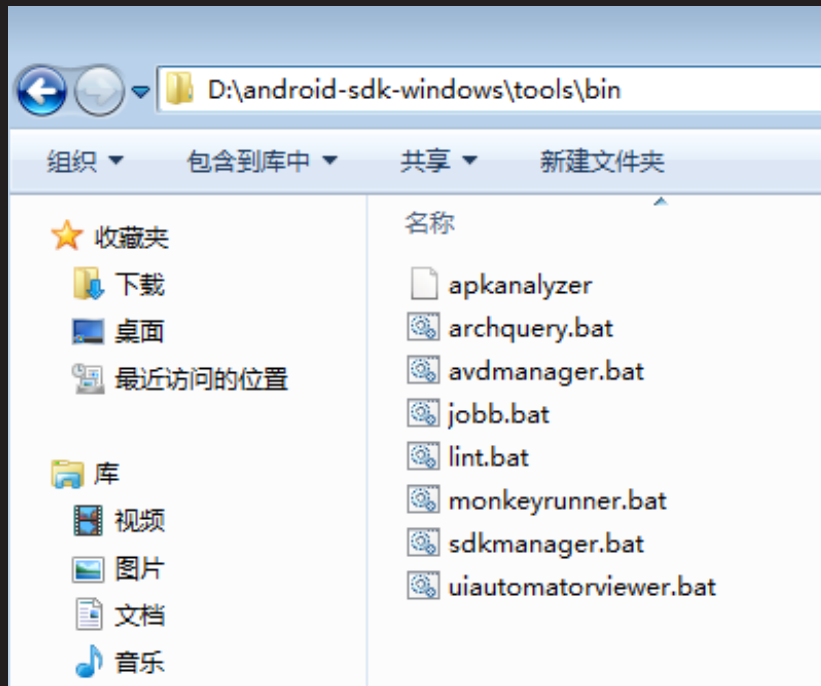 D:\android-sdk-windows\tools\bin
组织 包含到库中 共享 新建文件夹
收藏夹
下载
桌面
最近访问的位置
库
视频
图片
文档
音乐
名称
apkanalyzer
archquery.bat
avdmanager.bat
jobb.bat
lint.bat
monkeyrunner.bat
sdkmanager.bat
uiautomatorviewer.bat